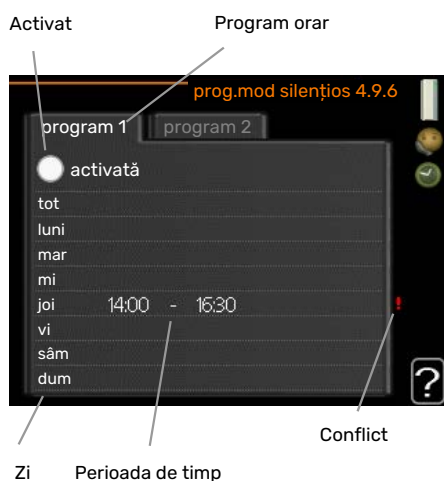 Activat
Program orar
prog.mod silențios 4.9.6
program 1 program 2
activată
tot
luni
mar
mi
joi 14:00 - 16:30 !
vi
sâm
dum
?
Conflict
Zi Perioada de timp